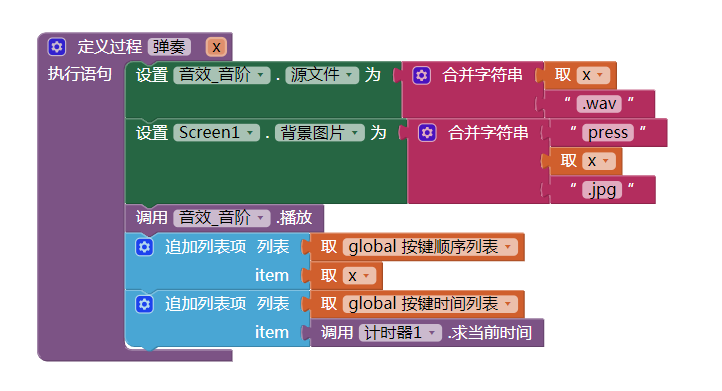 定义过程 弹奏 x
执行语句 设置 音效_音阶 . 源文件 为 合并字符串 取 x
“ .wav “
设置 Screen1 . 背景图片 为 合并字符串 “ press “
取 x
“ .jpg “
调用 音效_音阶 .播放
追加列表项 列表 取 global 按键顺序列表
item 取 x
追加列表项 列表 取 global 按键时间列表
item 调用 计时器1 .求当前时间